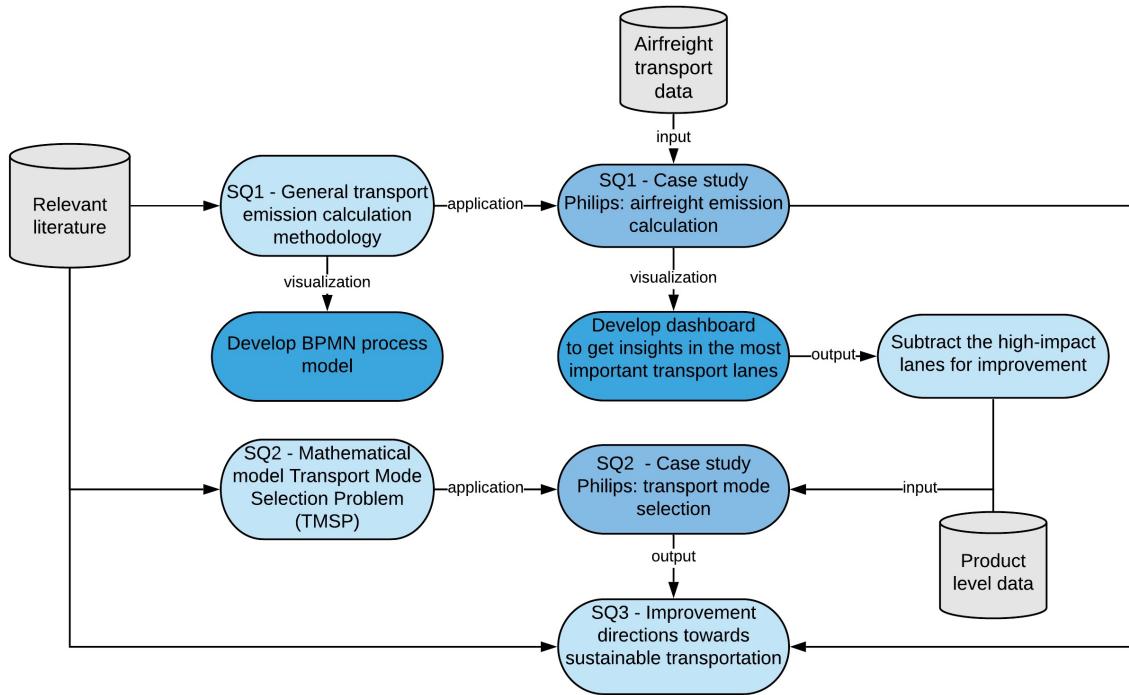 Airfreight
transport
data
input
Relevant
literature
SQ1 - General transport
emission calculation
methodology
application
SQ1 - Case study
Philips: airfreight emission
calculation
visualization
visualization
Develop BPMN process
model
Develop dashboard
to get insights in the most
important transport lanes
output
Subtract the high-impact
lanes for improvement
SQ2 - Mathematical
model Transport Mode
Selection Problem
(TMSP)
application
SQ2 - Case study
Philips: transport mode
selection
input
Product
level data
output
SQ3 - Improvement
directions towards
sustainable transportation